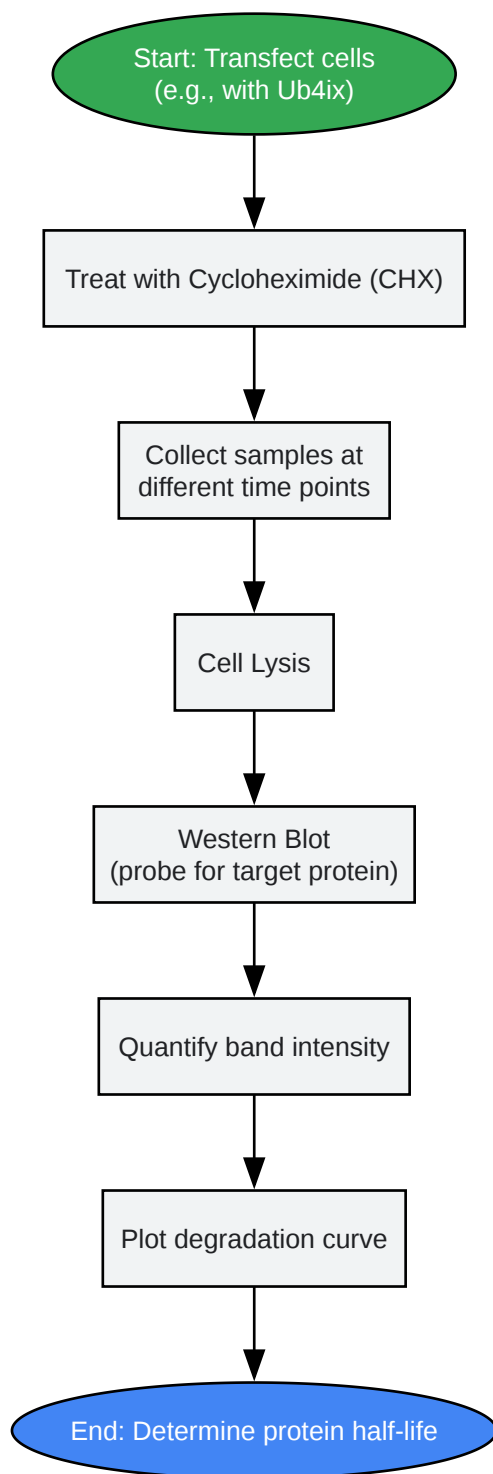 Start: Transfect cells
(e.g., with Ub4ix)
Treat with Cycloheximide (CHX)
Collect samples at
different time points
Cell Lysis
Western Blot
(probe for target protein)
Quantify band intensity
Plot degradation curve
End: Determine protein half-life